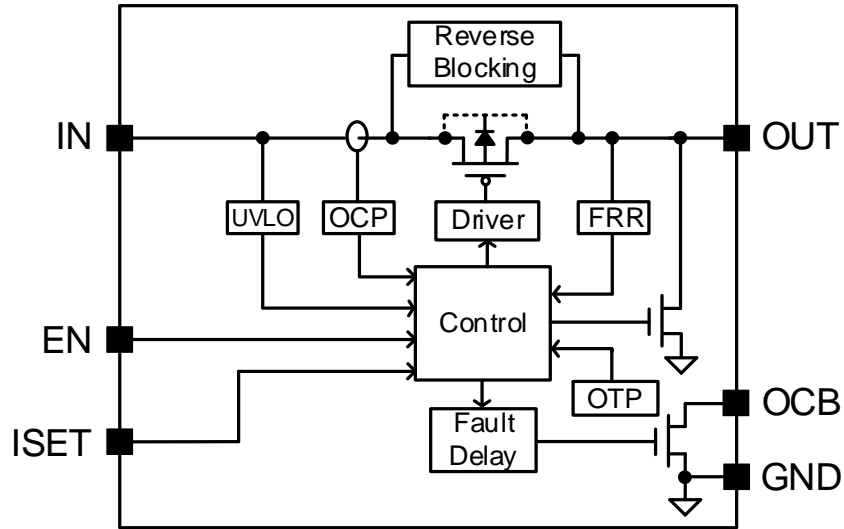 Reverse
Blocking
IN
OUT
UVLO
OCP
Driver
FRR
Control
EN
OTP
OCB
ISET
Fault
Delay
GND